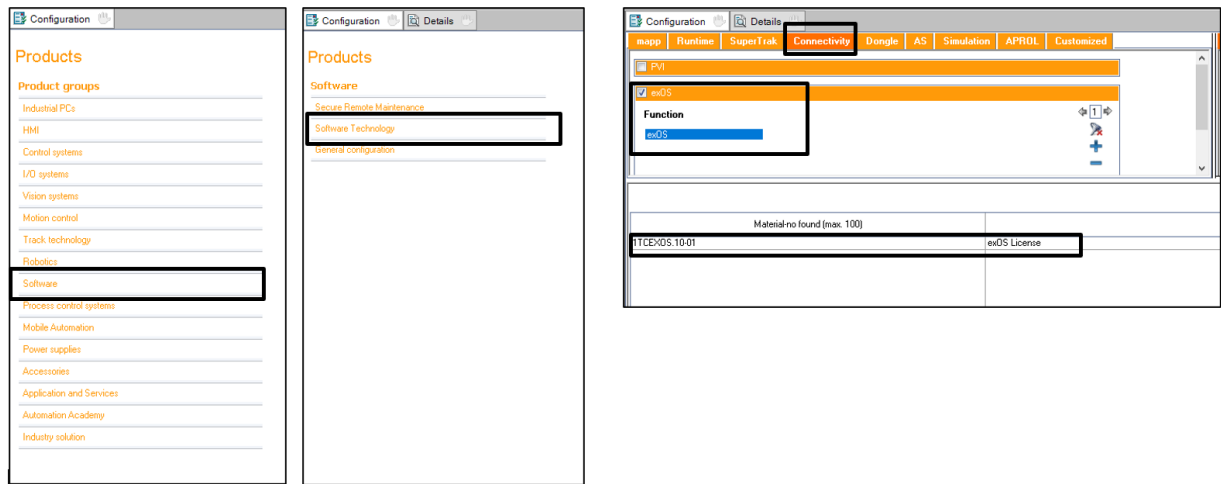 Configuration
Products
Product groups
Industrial PCs
HMI
Control systems
I/O systems
Vision systems
Motion control
Track technology
Robotics
Software
Process control systems
Mobile Automation
Power supplies
Accessories
Application and Services
Automation Academy
Industry solution
Configuration Details
Products
Software
Secure Remote Maintenance
Software Technology
General configuration
Configuration Details
mapp Runtime SuperTrak Connectivity Dongle AS Simulation APROL Customized
PVI
exOS
Function
1
exOS
Material-no found (max. 100)
1TCEXOS.10-01 exOS License